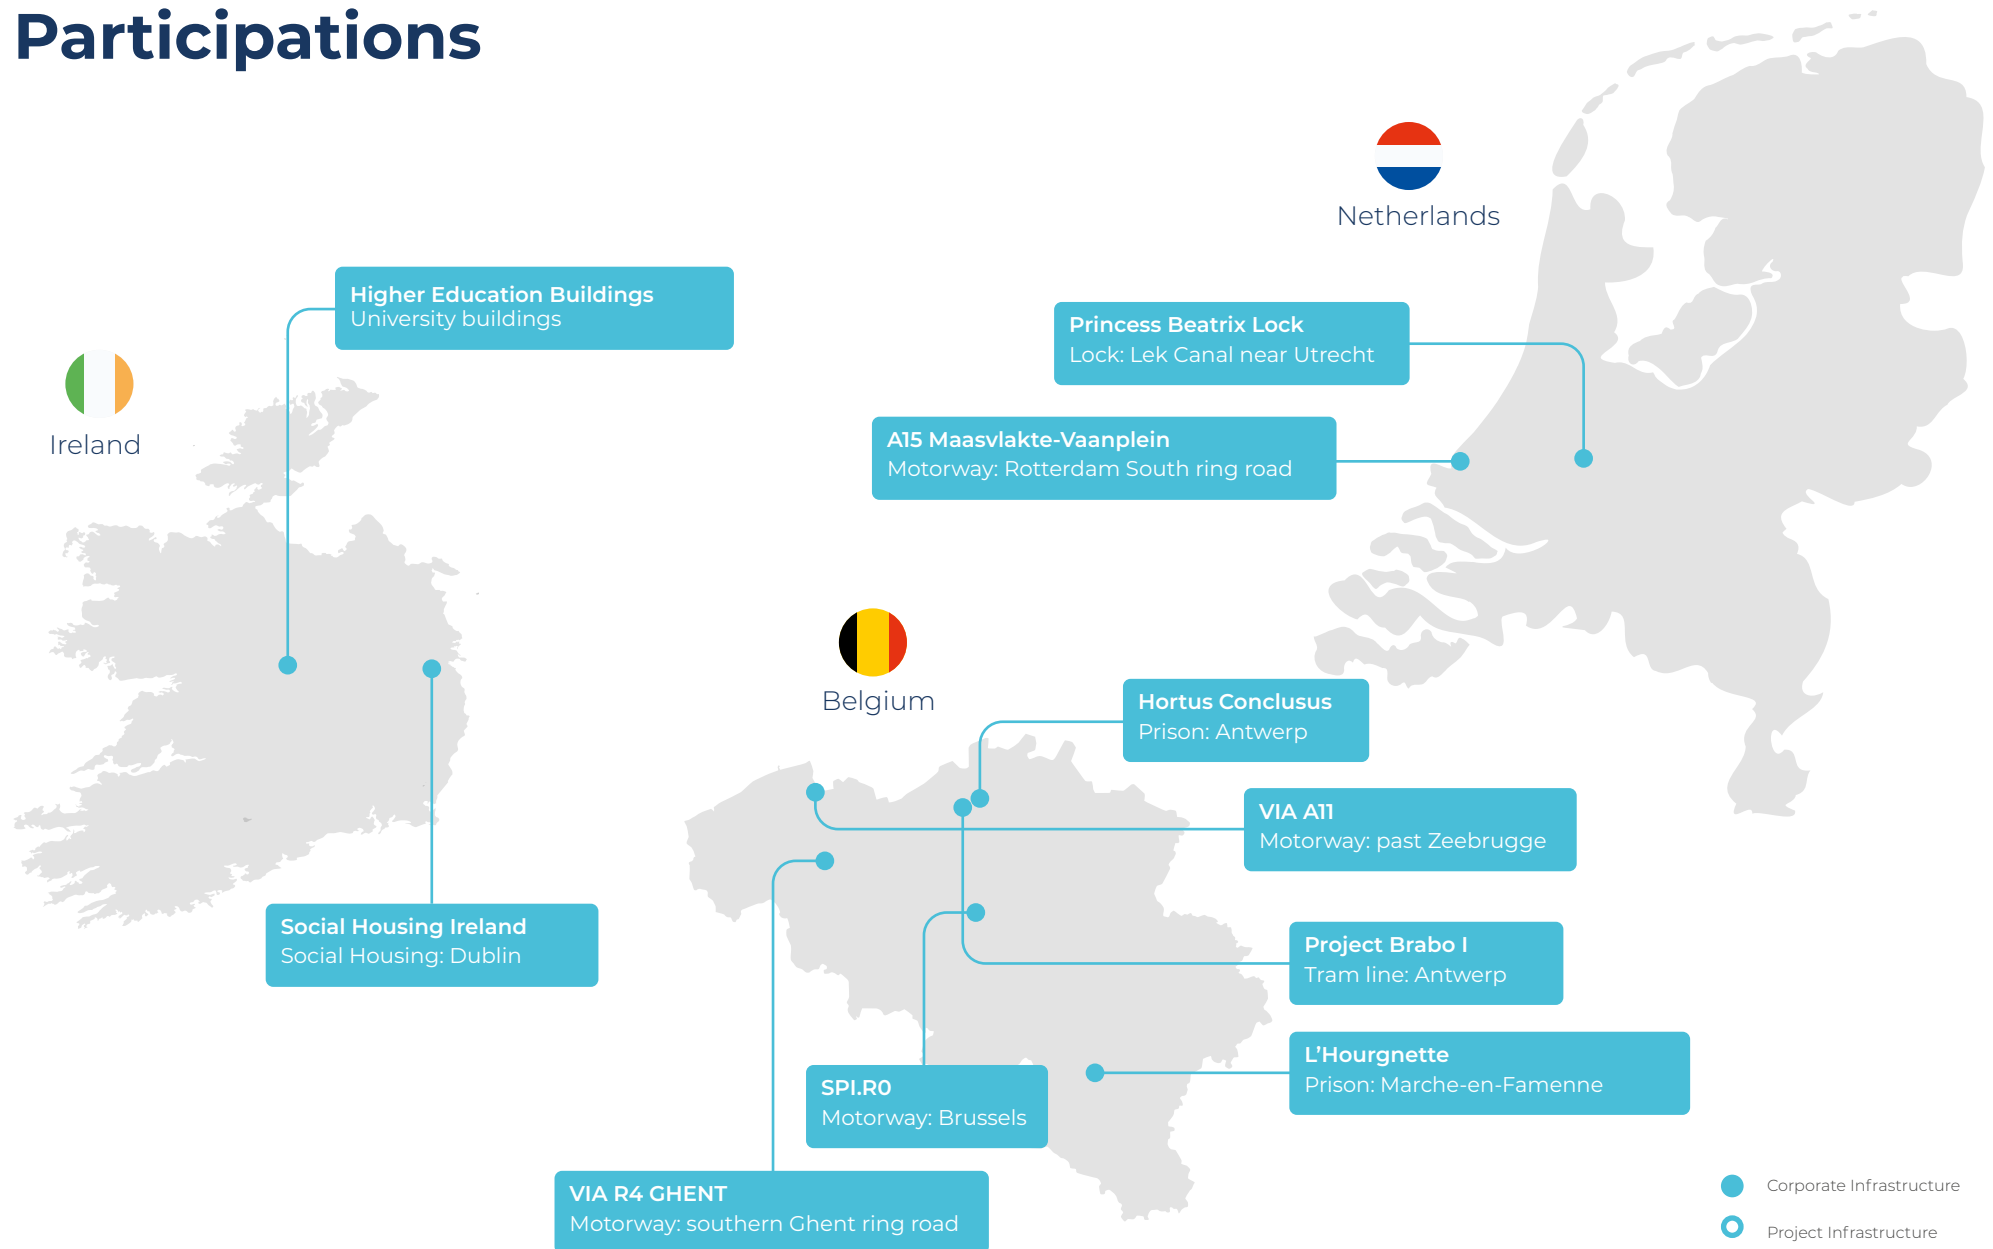 Participations
Netherlands
Higher Education Buildings
University buildings
Princess Beatrix Lock
Lock: Lek Canal near Utrecht
Ireland
A15 Maasvlakte-Vaanplein
Motorway: Rotterdam South ring road
Belgium
Hortus Conclusus
Prison: Antwerp
VIA A11
Motorway: past Zeebrugge
Social Housing Ireland
Social Housing: Dublin
Project Brabo I
Tram line: Antwerp
L’Hourgnette
Prison: Marche-en-Famenne
SPI.R0
Motorway: Brussels
VIA R4 GHENT
Motorway: southern Ghent ring road
Corporate Infrastructure
Project Infrastructure